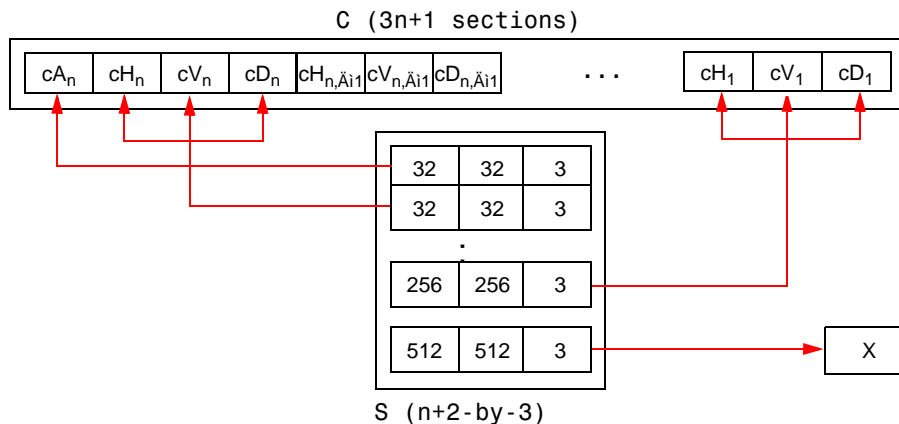 C (3n+1 sections)
cAn cHn cVn cDn cHn,Äì1 cVn,Äì1 cDn,Äì1 ... cH1 cV1 cD1
32 32 3
32 32 3
:
256 256 3
512 512 3 X
S (n+2-by-3)